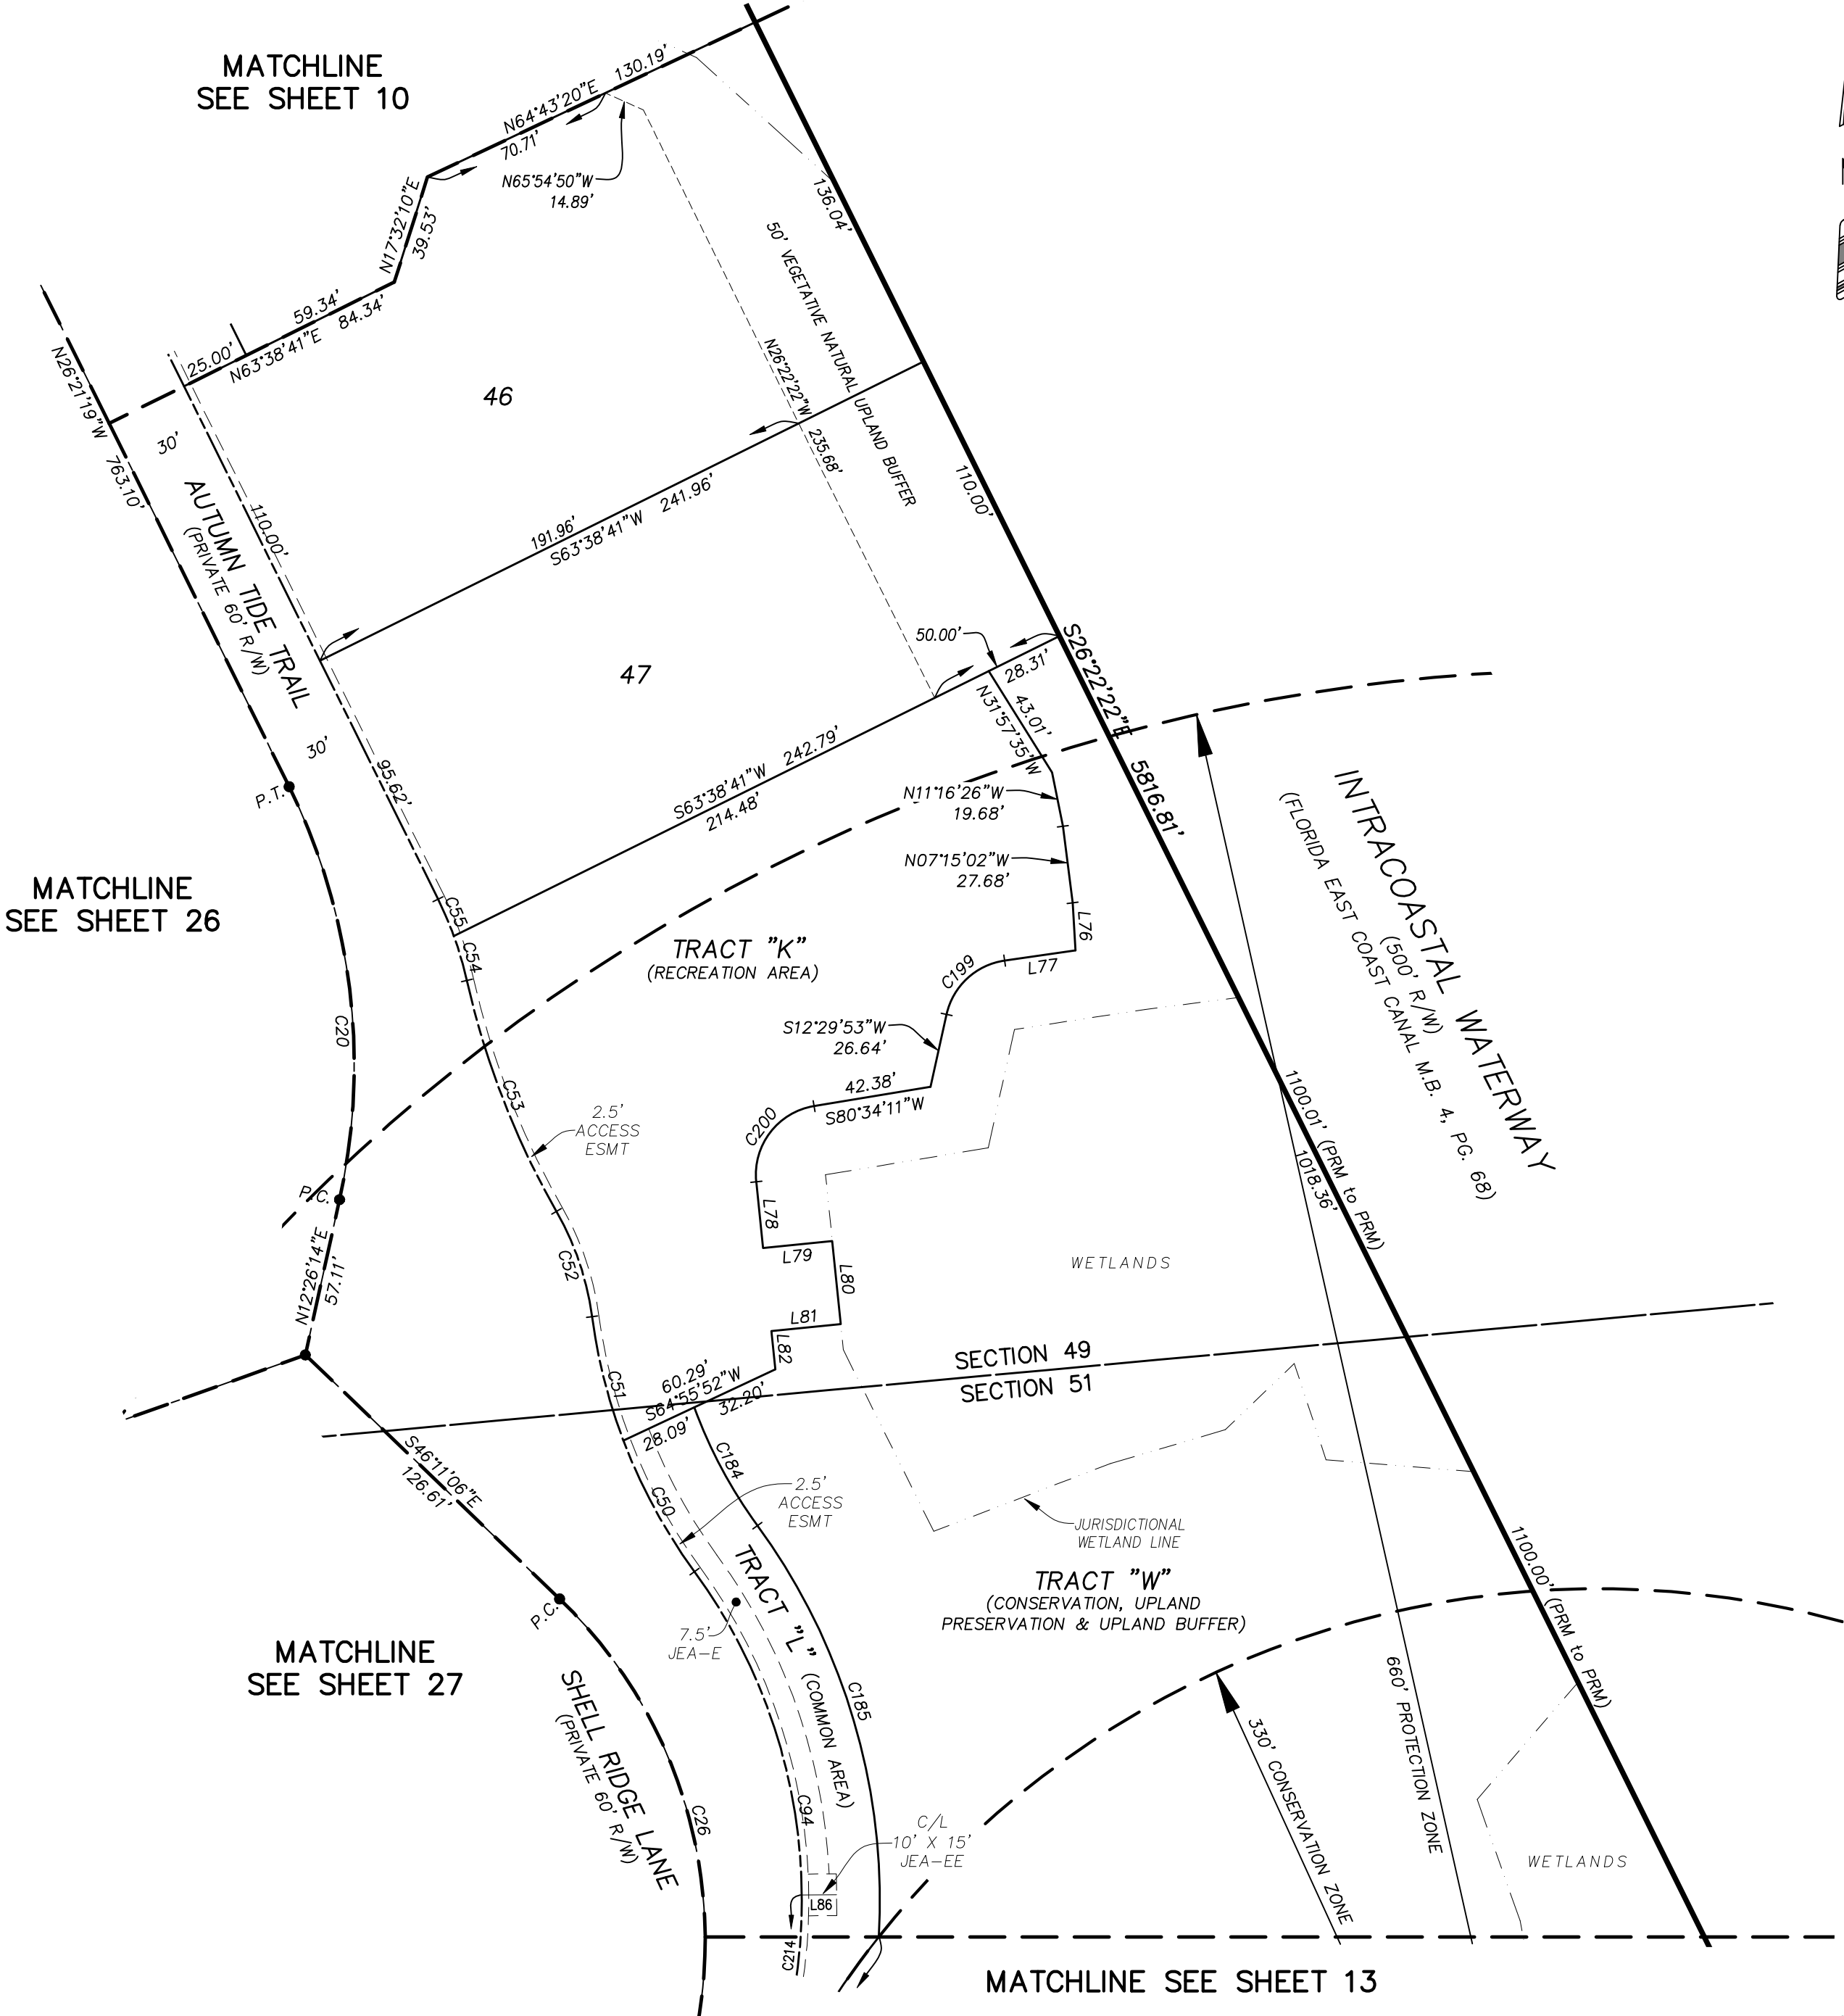 MATCHLINE
SEE SHEET 10
130.19'
N64°43'20"E
70.71'
N65°54'50"W
14.89'
N17°32'10"E
39.53'
136.04'
50' VEGETATIVE NATURAL UPLAND BUFFER
59.34'
84.34'
25.00'
N63°38'41"E
N26°21'19"W
763.10'
46
30'
N26°22'22"W
235.68'
AUTUMN TIDE TRAIL
(PRIVATE 60' R/W)
110.00'
110.00'
191.96'
241.96'
S63°38'41"W
47
50.00'
28.31'
S26°22'22"E
5816.81'
43.01'
N31°57'35"W
30'
P.T.
95.62'
242.79'
S63°38'41"W
214.48'
N11°16'26"W
19.68'
N07°15'02"W
27.68'
INTRACOASTAL WATERWAY
(500' R/W)
(FLORIDA EAST COAST CANAL M.B. 4, PG. 68)
MATCHLINE
SEE SHEET 26
C55
C54
L76
L77
TRACT "K"
(RECREATION AREA)
C199
C20
S12°29'53"W
26.64'
42.38'
S80°34'11"W
C53
2.5'
ACCESS
ESMT
C200
1100.01' (PRM to PRM)
1018.36'
P.C.
L78
L79
L80
C52
WETLANDS
N12°26'14"E
57.11'
L81
L82
SECTION 49
SECTION 51
60.29'
S64°55'52"W
32.20'
28.09'
C51
C184
S46°11'06"E
126.61'
C50
2.5'
ACCESS
ESMT
JURISDICTIONAL
WETLAND LINE
1100.00' (PRM to PRM)
TRACT "W"
(CONSERVATION, UPLAND
PRESERVATION & UPLAND BUFFER)
P.C.
7.5'
JEA-E
TRACT "L"
(COMMON AREA)
MATCHLINE
SEE SHEET 27
SHELL RIDGE LANE
(PRIVATE 60' R/W)
C185
660' PROTECTION ZONE
330' CONSERVATION ZONE
C26
C94
C/L
10' X 15'
JEA-EE
WETLANDS
L86
C214
MATCHLINE SEE SHEET 13